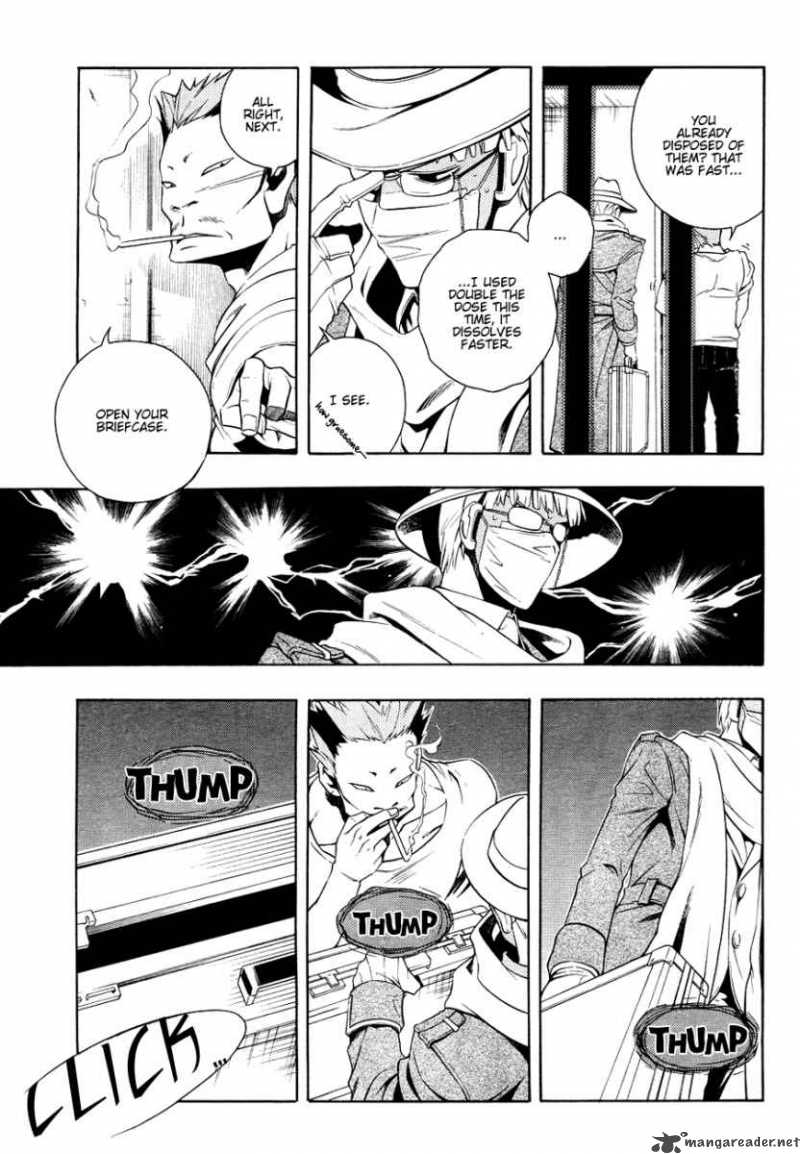 YOU
ALREADY
DISPOSED OF
THEM? THAT
WAS FAST...
...
...I USED
DOUBLE THE
DOSE THIS
TIME, IT
DISSOLVES
FASTER.
I SEE.
how gruesome
ALL
RIGHT,
NEXT.
OPEN YOUR
BRIEFCASE.
THUMP
THUMP
THUMP
CLICK...
mangareader.net